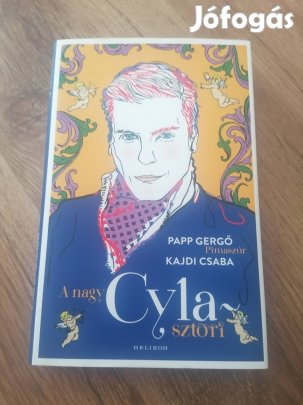 Jófogás
PAPP GERGŐ
Pimaszúr
KAJDI CSABA
A nagy
Cyla~
sztori
HELIKON